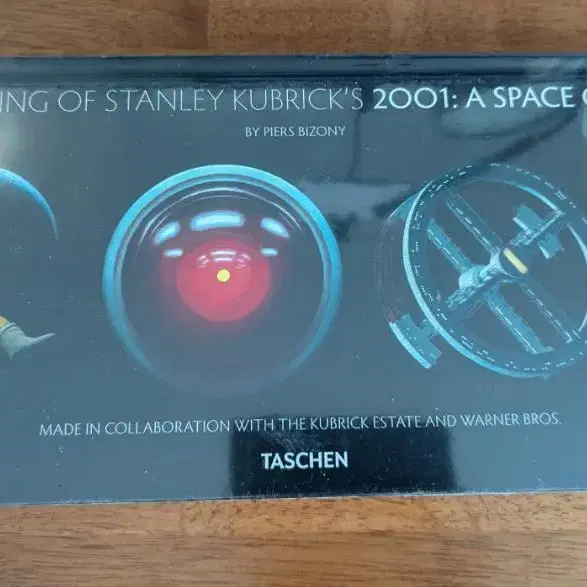 ING OF STANLEY KUBRICK'S 2001: A SPACE
BY PIERS BIZONY
MADE IN COLLABORATION WITH THE KUBRICK ESTATE AND WARNER BROS.
TASCHEN